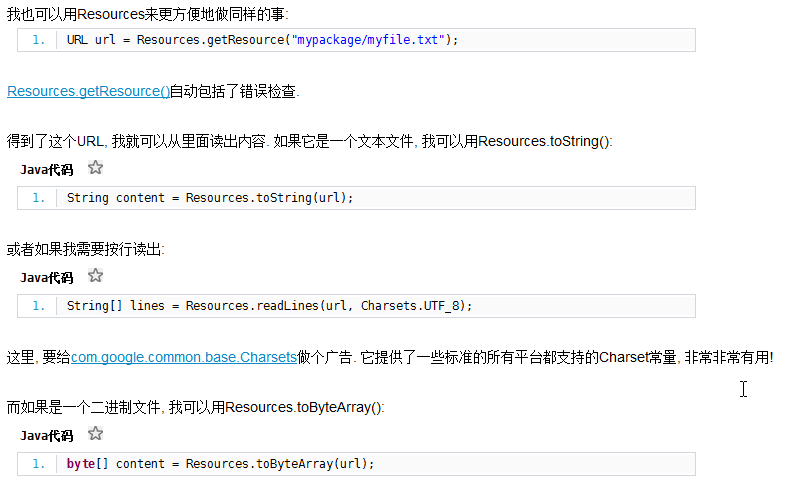 我也可以用Resources来更方便地做同样的事:
1. URL url = Resources.getResource("mypackage/myfile.txt");
Resources.getResource()自动包括了错误检查.
得到了这个URL, 我就可以从里面读出内容. 如果它是一个文本文件, 我可以用Resources.toString():
Java代码
1. String content = Resources.toString(url);
或者如果我需要按行读出:
Java代码
1. String[] lines = Resources.readLines(url, Charsets.UTF_8);
这里, 要给com.google.common.base.Charsets做个广告. 它提供了一些标准的所有平台都支持的Charset常量, 非常非常有用!
而如果是一个二进制文件, 我可以用Resources.toByteArray():
Java代码
1. byte[] content = Resources.toByteArray(url);